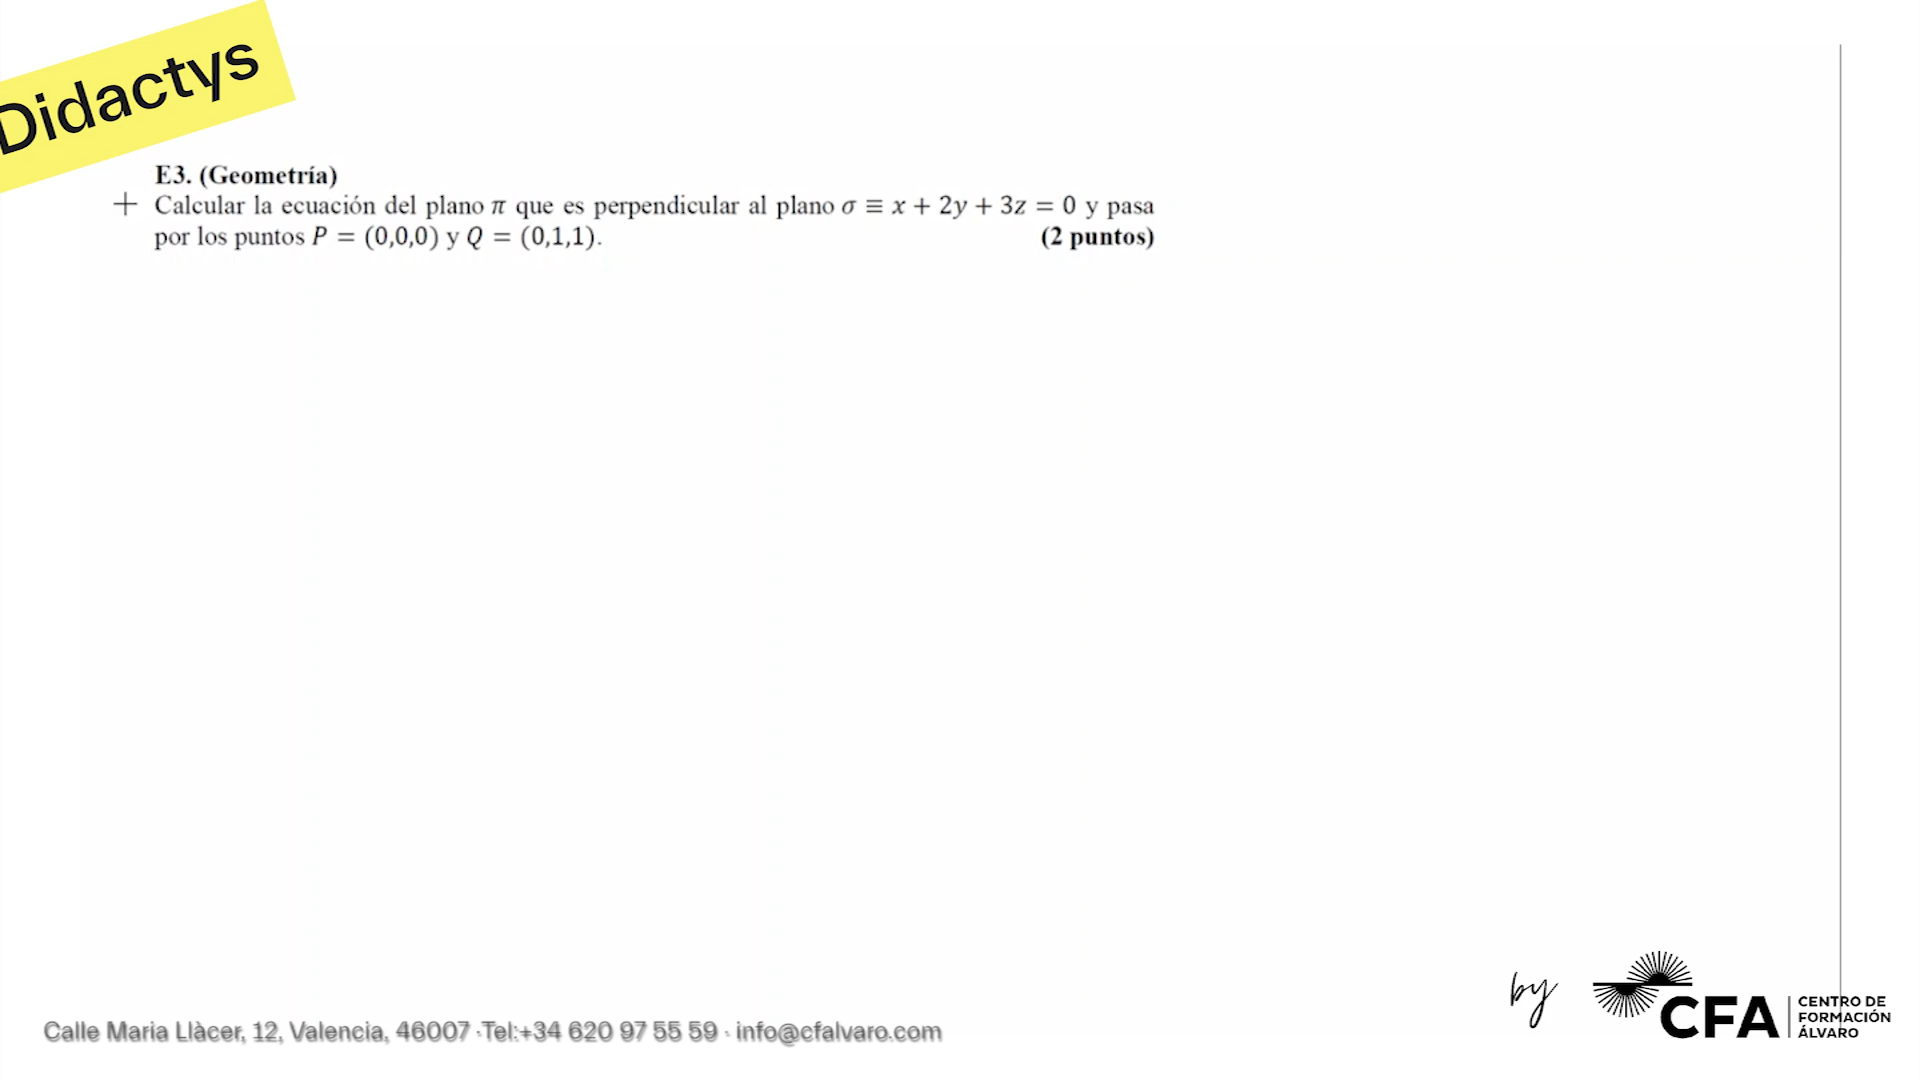 Didactys
E3. (Geometría)
Calcular la ecuación del plano π que es perpendicular al plano σ ≡ x + 2y + 3z = 0 y pasa
por los puntos P = (0,0,0) y Q = (0,1,1). (2 puntos)
by
CFA
CENTRO DE
FORMACIÓN
ÁLVARO
Calle Maria Llàcer, 12, Valencia, 46007 · Tel:+34 620 97 55 59 · info@cfalvaro.com